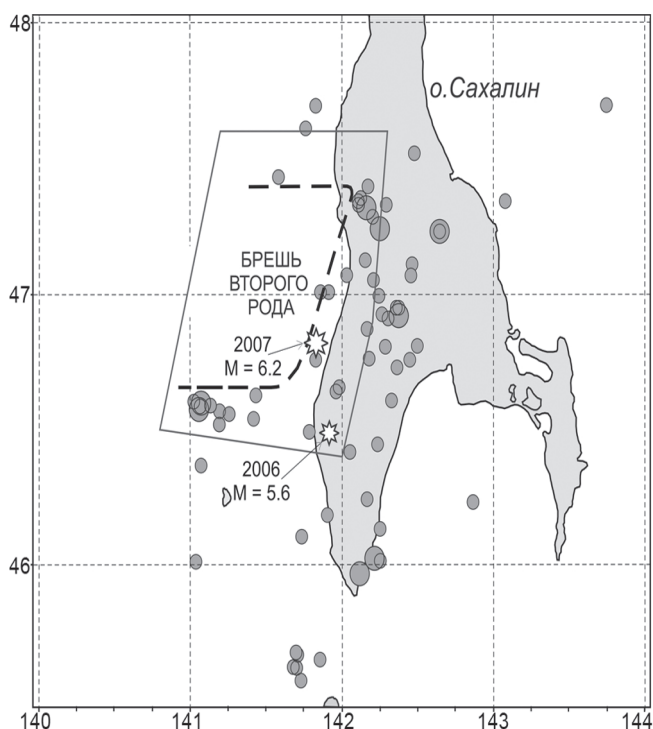 48
о.Сахалин
БРЕШЬ
ВТОРОГО
РОДА
47
2007
M = 6.2
2006
M = 5.6
46
140 141 142 143 144